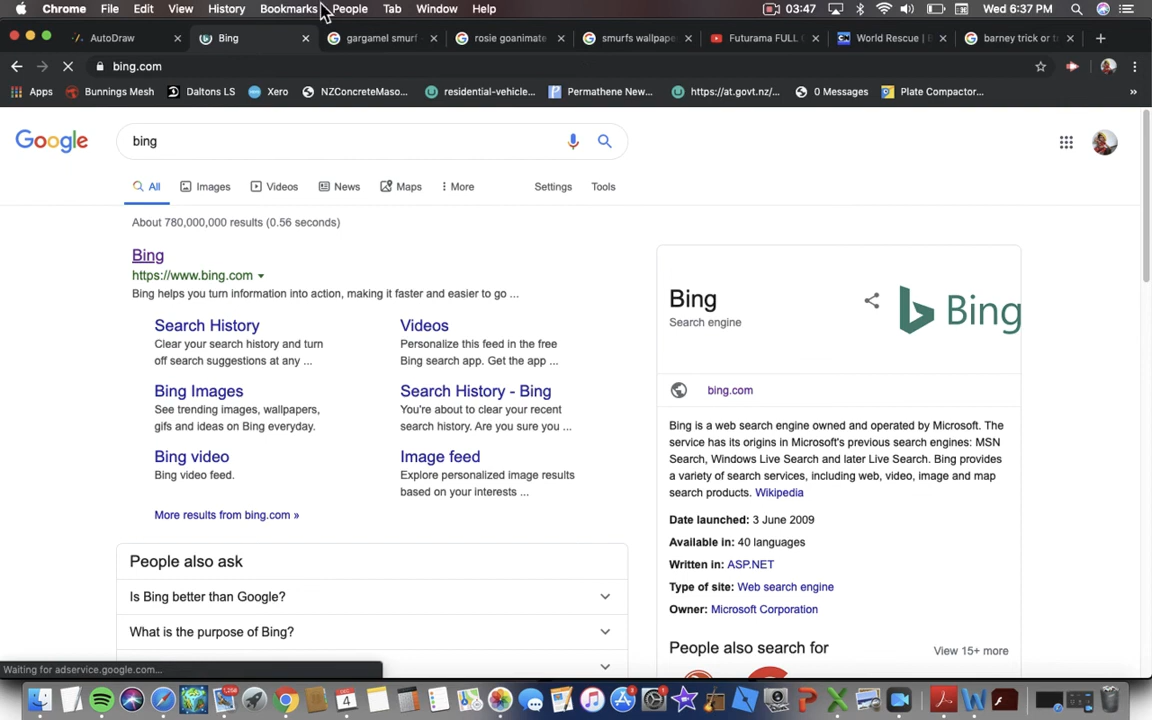 Chrome File Edit View History Bookmarks People Tab Window Help 03:47 Wed 6:37 PM
AutoDraw Bing gargamel smurf rosie goanimate smurfs wallpape Futurama FULL World Rescue | barney trick or t
bing.com
Apps Bunnings Mesh Daltons LS Xero NZConcreteMaso... residential-vehicle... Permathene New... https://at.govt.nz/... 0 Messages Plate Compactor... »
Google bing
All Images Videos News Maps More Settings Tools
About 780,000,000 results (0.56 seconds)
Bing
https://www.bing.com
Bing helps you turn information into action, making it faster and easier to go ...
Search History
Clear your search history and turn
off search suggestions at any ...
Videos
Personalize this feed in the free
Bing search app. Get the app ...
Bing Images
See trending images, wallpapers,
gifs and ideas on Bing everyday.
Search History - Bing
You're about to clear your recent
search history. Are you sure you ...
Bing video
Bing video feed.
Image feed
Explore personalized image results
based on your interests ...
More results from bing.com »
People also ask
Is Bing better than Google?
What is the purpose of Bing?
Waiting for adservice.google.com...
Bing
Search engine
Bing
bing.com
Bing is a web search engine owned and operated by Microsoft. The
service has its origins in Microsoft's previous search engines: MSN
Search, Windows Live Search and later Live Search. Bing provides
a variety of search services, including web, video, image and map
search products. Wikipedia
Date launched: 3 June 2009
Available in: 40 languages
Written in: ASP.NET
Type of site: Web search engine
Owner: Microsoft Corporation
People also search for View 15+ more